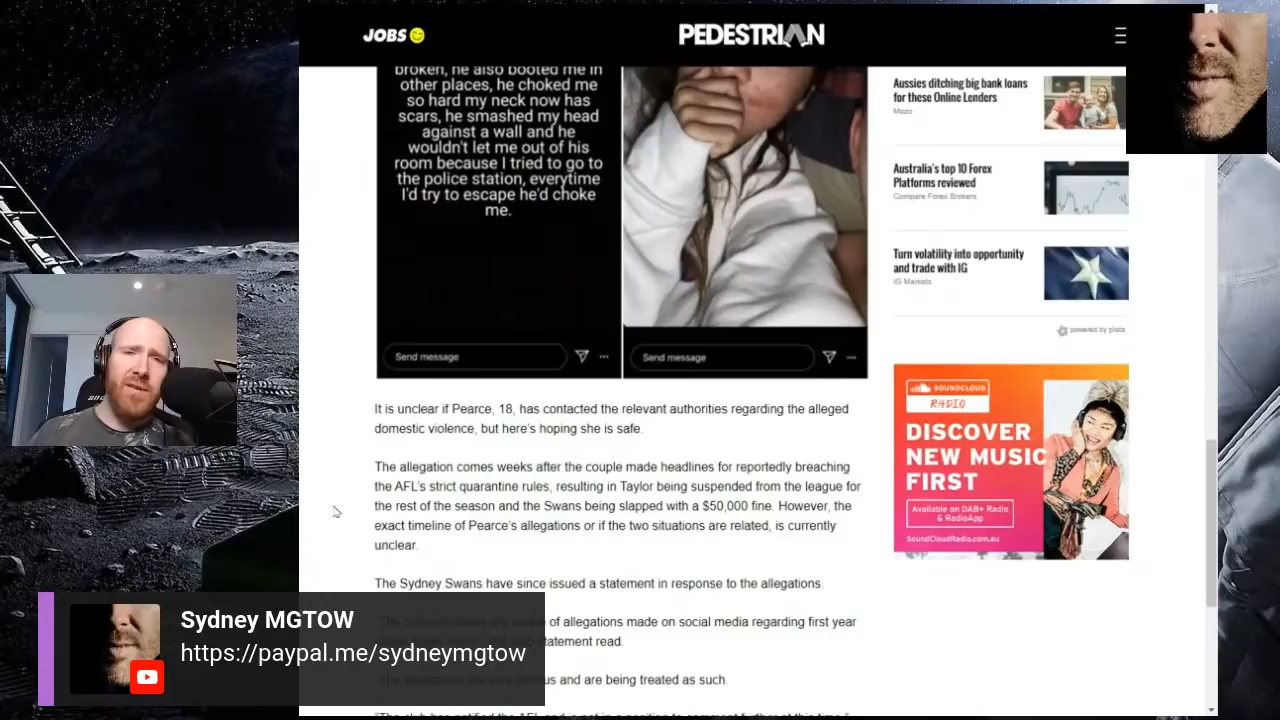 JOBS
PEDESTRIAN
broken, he also booted me in
other places, he choked me
so hard my neck now has
scars, he smashed my head
against a wall and he
wouldn't let me out of his
room because I tried to go to
the police station, everytime
I'd try to escape he'd choke
me.
Send message
Send message
Aussies ditching big bank loans
for these Online Lenders
Mozo
Australia's top 10 Forex
Platforms reviewed
Compare Forex Brokers
Turn volatility into opportunity
and trade with IG
IG Markets
powered by plista
SOUNDCLOUD
RADIO
DISCOVER
NEW MUSIC
FIRST
Available on DAB+ Radio
& RadioApp
SoundCloudRadio.com.au
It is unclear if Pearce, 18, has contacted the relevant authorities regarding the alleged
domestic violence, but here's hoping she is safe.
The allegation comes weeks after the couple made headlines for reportedly breaching
the AFL's strict quarantine rules, resulting in Taylor being suspended from the league for
the rest of the season and the Swans being slapped with a $50,000 fine. However, the
exact timeline of Pearce's allegations or if the two situations are related, is currently
unclear.
The Sydney Swans have since issued a statement in response to the allegations.
of allegations made on social media regarding first year
statement read.
and are being treated as such.
Sydney MGTOW
https://paypal.me/sydneymgtow